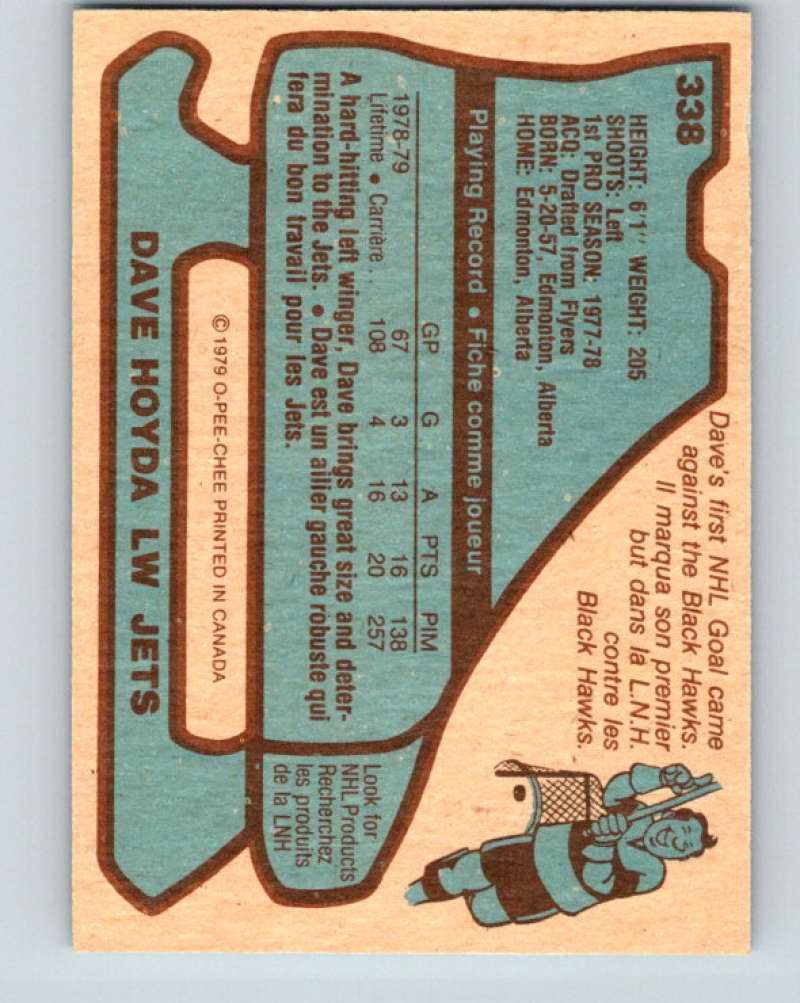 338
HEIGHT: 6'1" WEIGHT: 205
SHOOTS: Left
1st PRO SEASON: 1977-78
ACQ: Drafted from Flyers
BORN: 5-20-57, Edmonton, Alberta
HOME: Edmonton, Alberta
Dave's first NHL Goal came
against the Black Hawks.
Il marqua son premier
but dans la L.N.H.
contre les
Black Hawks.
Playing Record • Fiche comme joueur
GP G A PTS PIM
1978-79 67 3 13 16 138
Lifetime • Carrière .. 108 4 16 20 257
A hard-hitting left winger, Dave brings great size and deter-
mination to the Jets. • Dave est un ailier gauche robuste qui
fera du bon travail pour les Jets.
Look for
NHL Products
Recherchez
les produits
de la LNH
© 1979 O-PEE-CHEE PRINTED IN CANADA
DAVE HOYDA LW JETS